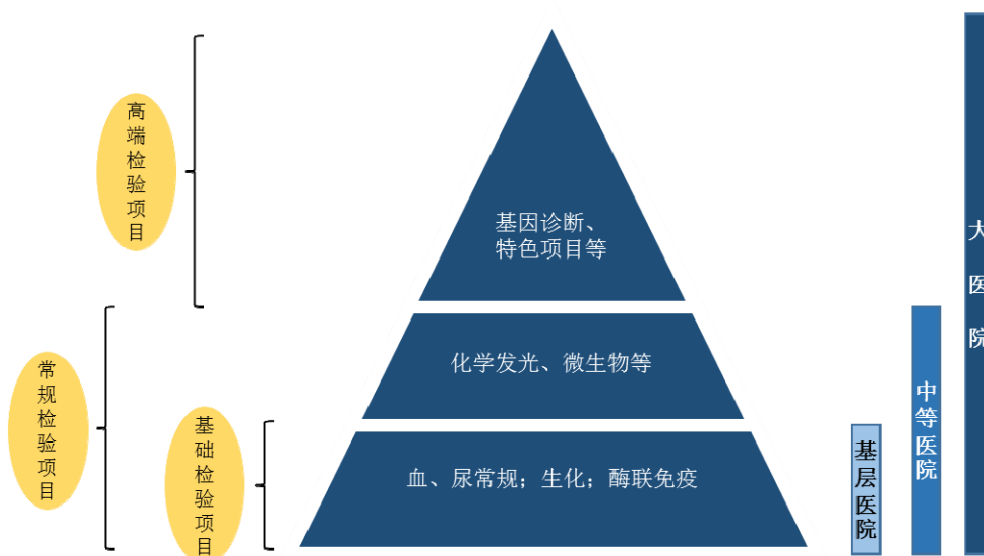 高端检验项目
基因诊断、
特色项目等
大医院
常规检验项目
化学发光、微生物等
中等医院
基础检验项目
血、尿常规；生化；酶联免疫
基层医院